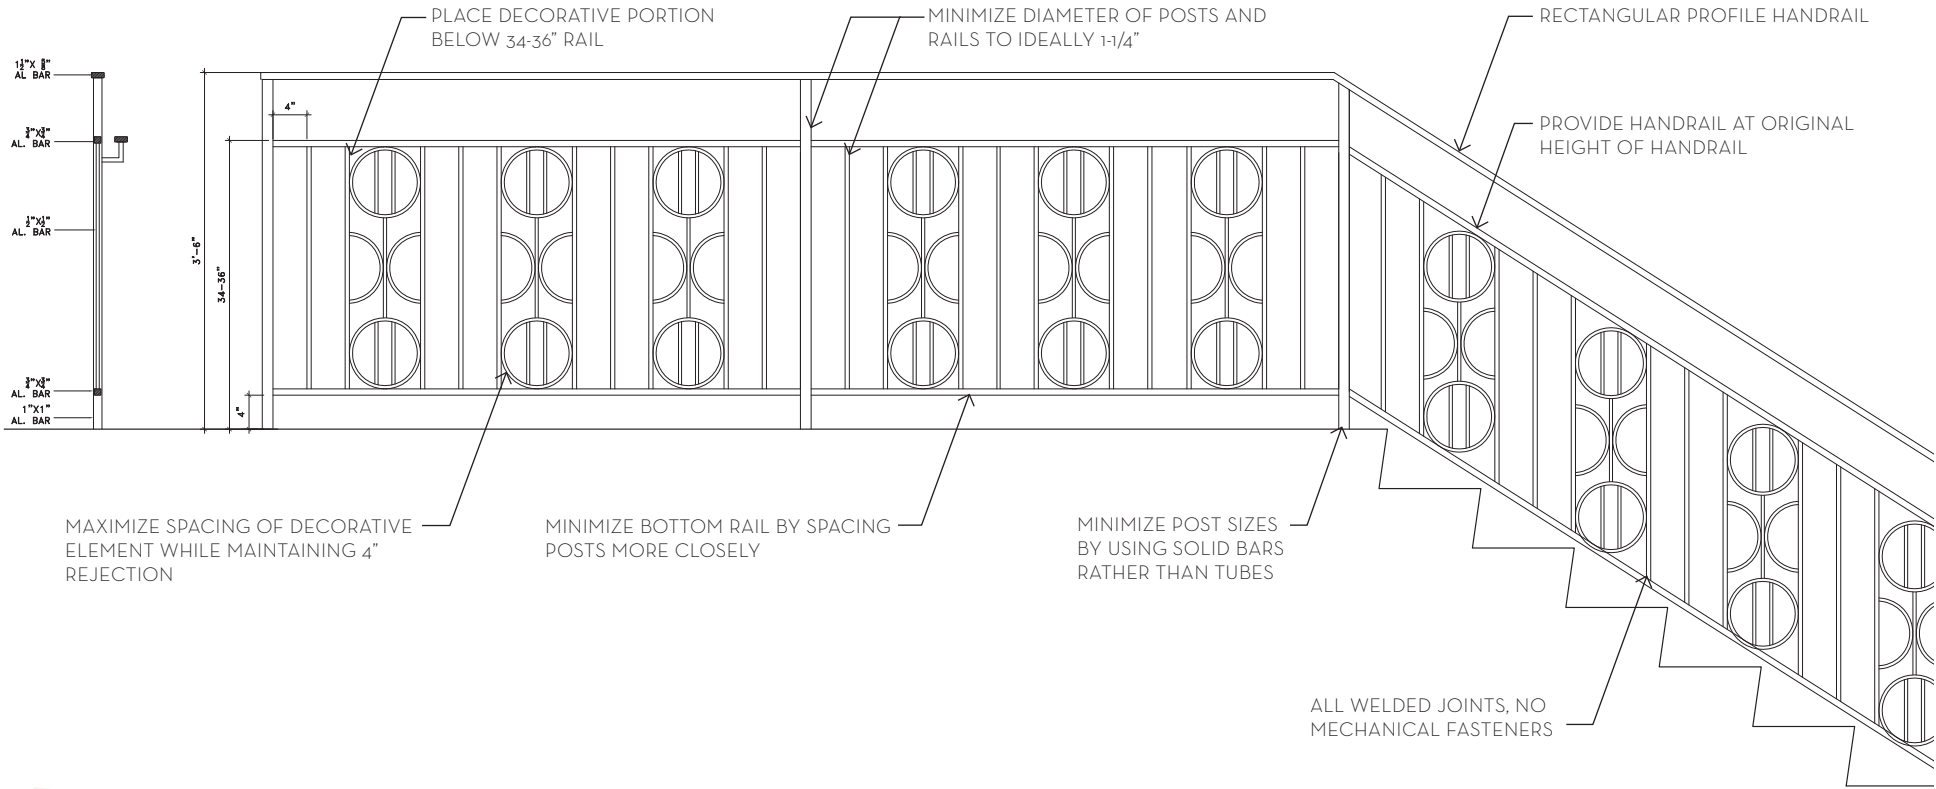 PLACE DECORATIVE PORTION
BELOW 34-36" RAIL
MINIMIZE DIAMETER OF POSTS AND
RAILS TO IDEALLY 1-1/4"
RECTANGULAR PROFILE HANDRAIL
PROVIDE HANDRAIL AT ORIGINAL
HEIGHT OF HANDRAIL
AL BAR
3/4"X3/4"
AL. BAR
1/2"X1/2"
AL. BAR
3/4"X3/4"
AL. BAR
1"X1"
AL. BAR
3'-6"
34-36"
4"
4"
MAXIMIZE SPACING OF DECORATIVE
ELEMENT WHILE MAINTAINING 4"
REJECTION
MINIMIZE BOTTOM RAIL BY SPACING
POSTS MORE CLOSELY
MINIMIZE POST SIZES
BY USING SOLID BARS
RATHER THAN TUBES
ALL WELDED JOINTS, NO
MECHANICAL FASTENERS